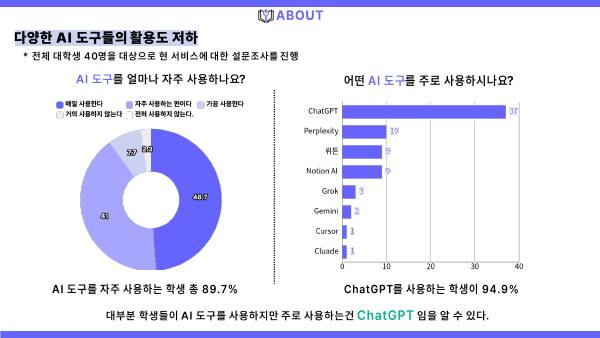 ABOUT
다양한 AI 도구들의 활용도 저하
* 전체 대학생 40명을 대상으로 현 서비스에 대한 설문조사를 진행
AI 도구를 얼마나 자주 사용하나요?
매일 사용한다 자주 사용하는 편이다 가끔 사용한다
거의 사용하지 않는다 전혀 사용하지 않는다.
7.7 2.3
48.7
41
AI 도구를 자주 사용하는 학생 총 89.7%
어떤 AI 도구를 주로 사용하시나요?
ChatGPT 37
Perplexity 10
뤼튼 9
Notion AI 9
Grok 3
Gemini 2
Cursor 1
Cluade 1
0 10 20 30 40
ChatGPT를 사용하는 학생이 94.9%
대부분 학생들이 AI 도구를 사용하지만 주로 사용하는건 ChatGPT 임을 알 수 있다.